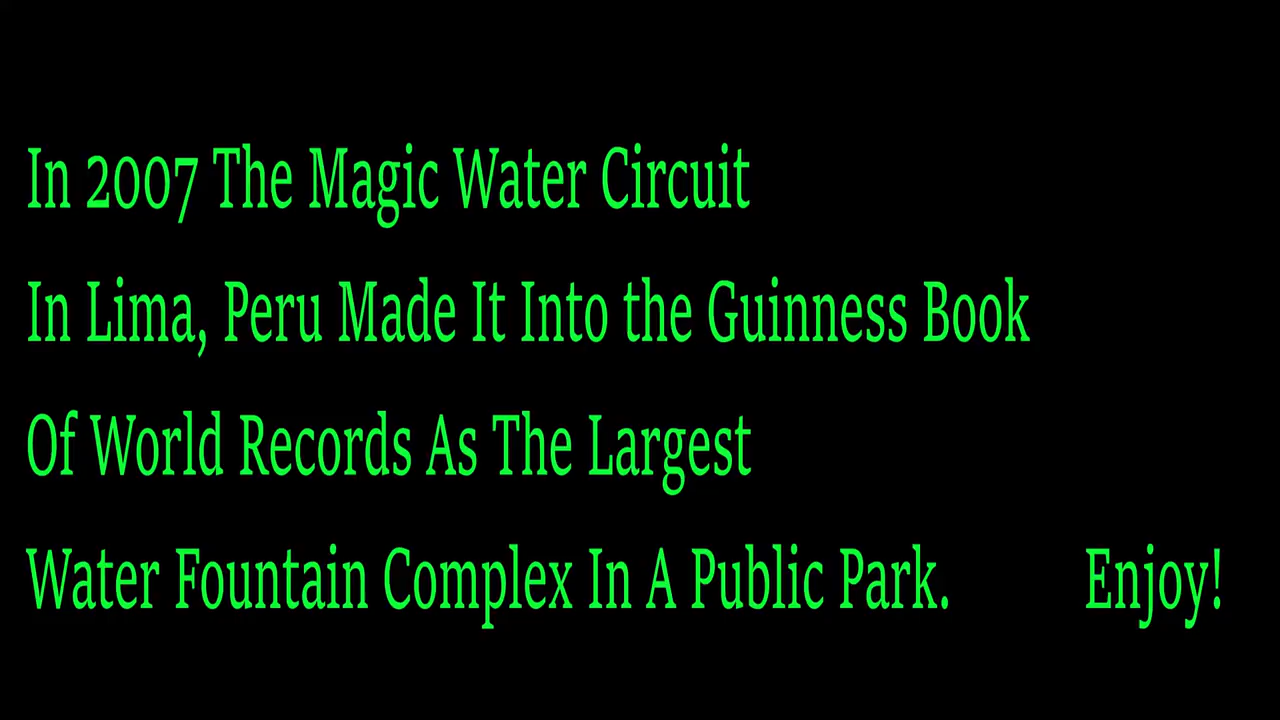 In 2007 The Magic Water Circuit
In Lima, Peru Made It Into the Guinness Book
Of World Records As The Largest
Water Fountain Complex In A Public Park. Enjoy!